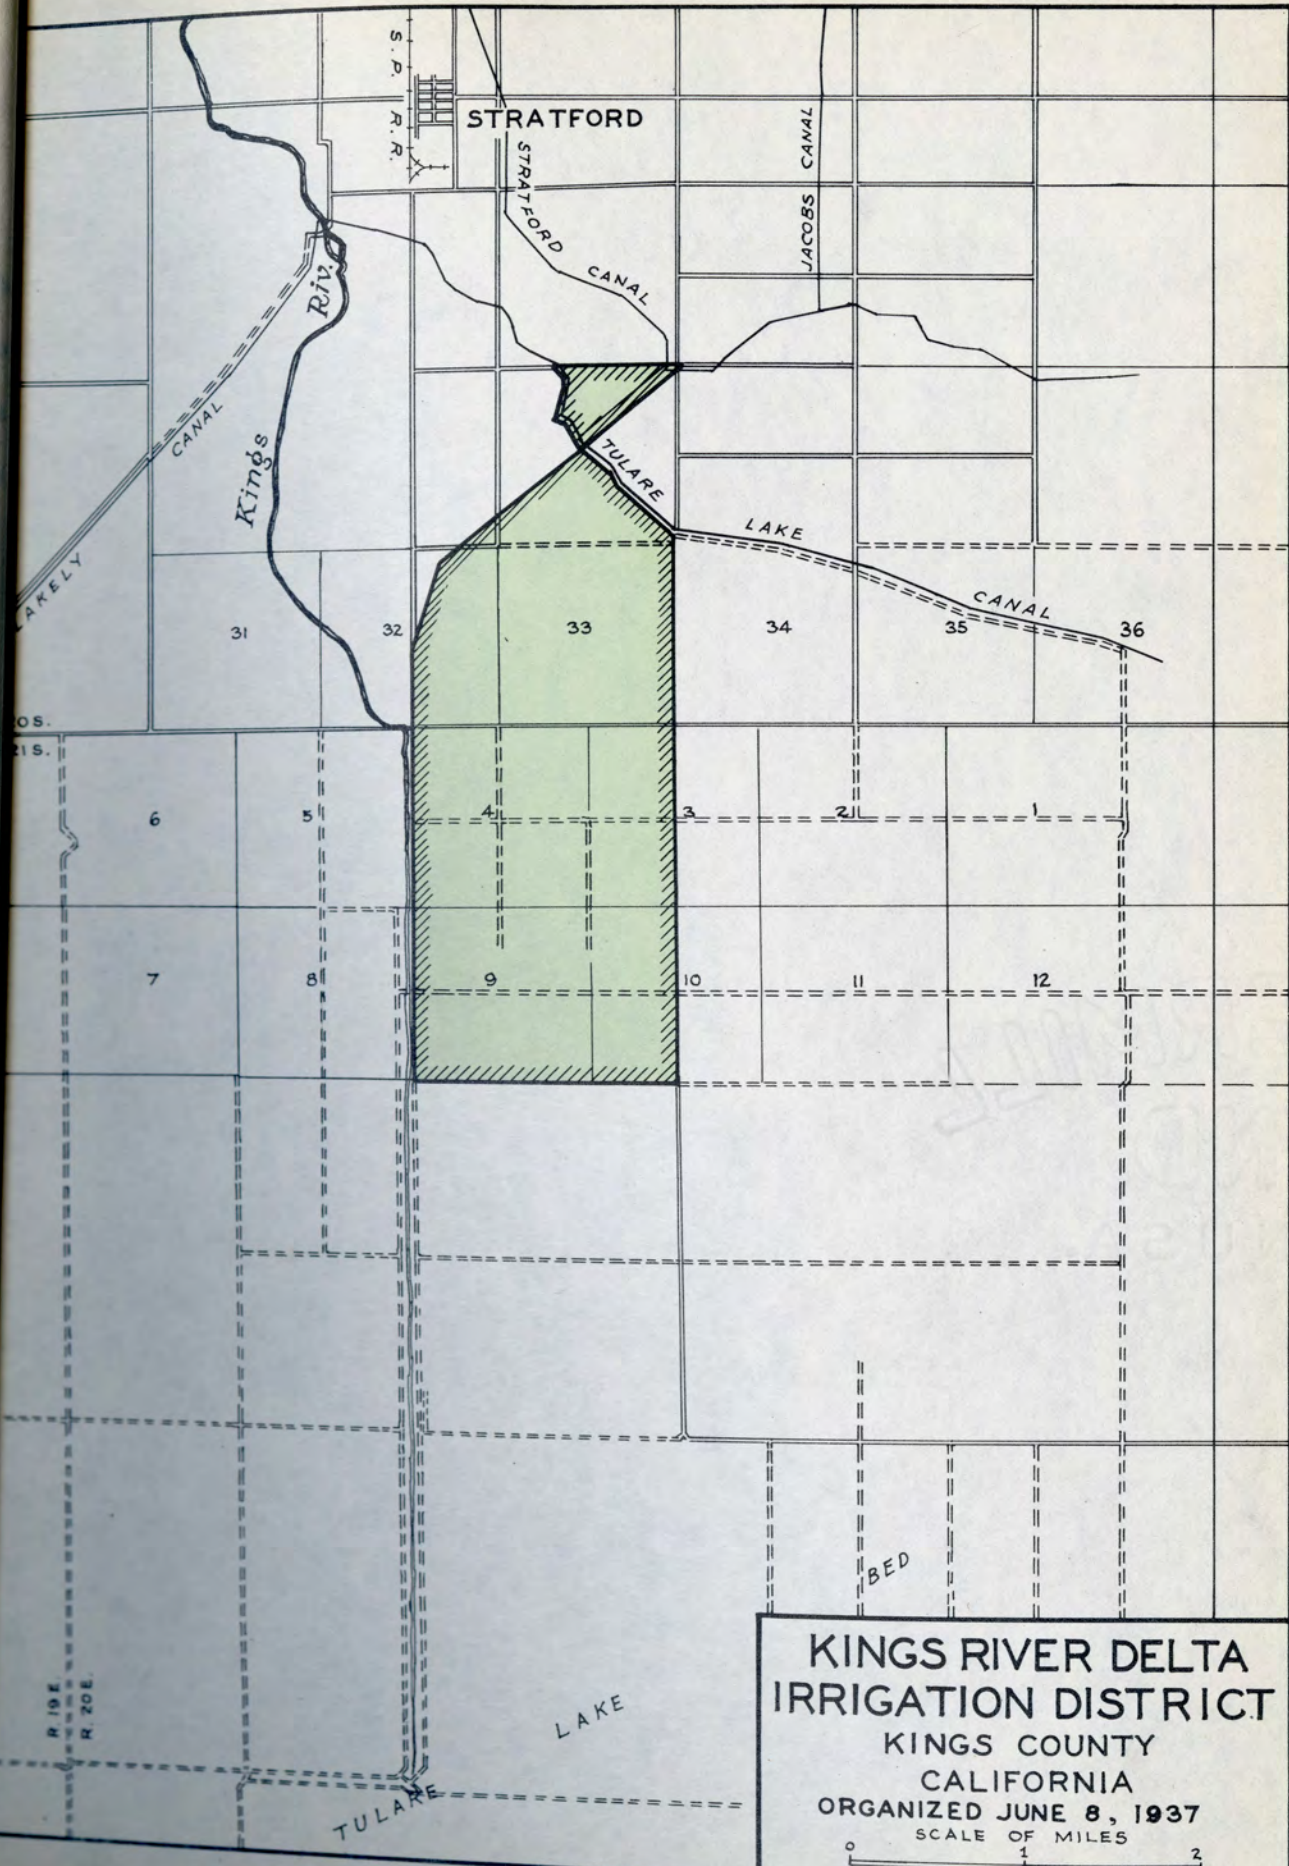 S. P. R. R.
STRATFORD
STRATFORD CANAL
JACOBS CANAL
Kings Riv.
CANAL
TULARE LAKE CANAL
31
32
33
34
35
36
21 S.
6
5
4
3
2
1
7
8
9
10
11
12
R. 19 E.
R. 20 E.
TULARE LAKE BED
KINGS RIVER DELTA
IRRIGATION DISTRICT
KINGS COUNTY
CALIFORNIA
ORGANIZED JUNE 8, 1937
SCALE OF MILES
0 1 2